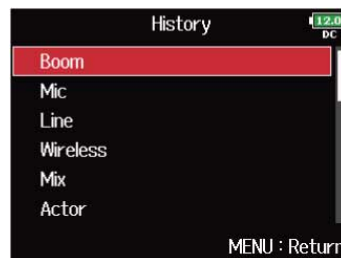 History
12.0
DC
Boom
Mic
Line
Wireless
Mix
Actor
MENU : Return